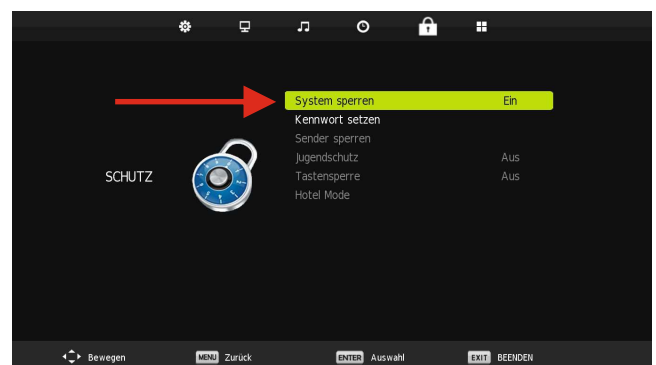 System sperren Ein
Kennwort setzen
Sender sperren
Jugendschutz Aus
SCHUTZ
Tastensperre Aus
Hotel Mode
Bewegen MENU Zurück ENTER Auswahl EXIT BEENDEN